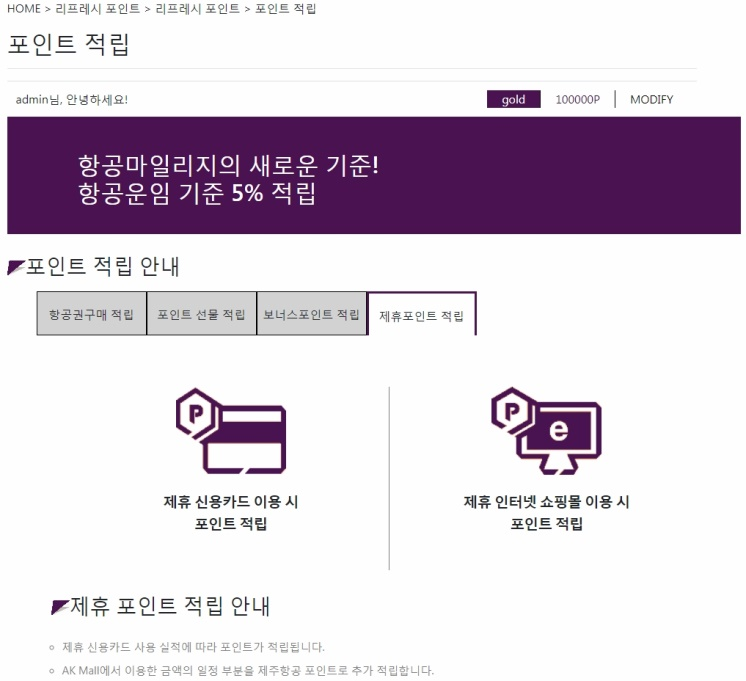 HOME > 리프레시 포인트 > 리프레시 포인트 > 포인트 적립
포인트 적립
admin님, 안녕하세요!
gold 100000P MODIFY
항공마일리지의 새로운 기준!
항공운임 기준 5% 적립
포인트 적립 안내
항공권구매 적립 포인트 선물 적립 보너스포인트 적립 제휴포인트 적립
P
P e
제휴 신용카드 이용 시
포인트 적립
제휴 인터넷 쇼핑몰 이용 시
포인트 적립
제휴 포인트 적립 안내
제휴 신용카드 사용 실적에 따라 포인트가 적립됩니다.
AK Mall에서 이용한 금액의 일정 부분을 제주항공 포인트로 추가 적립합니다.